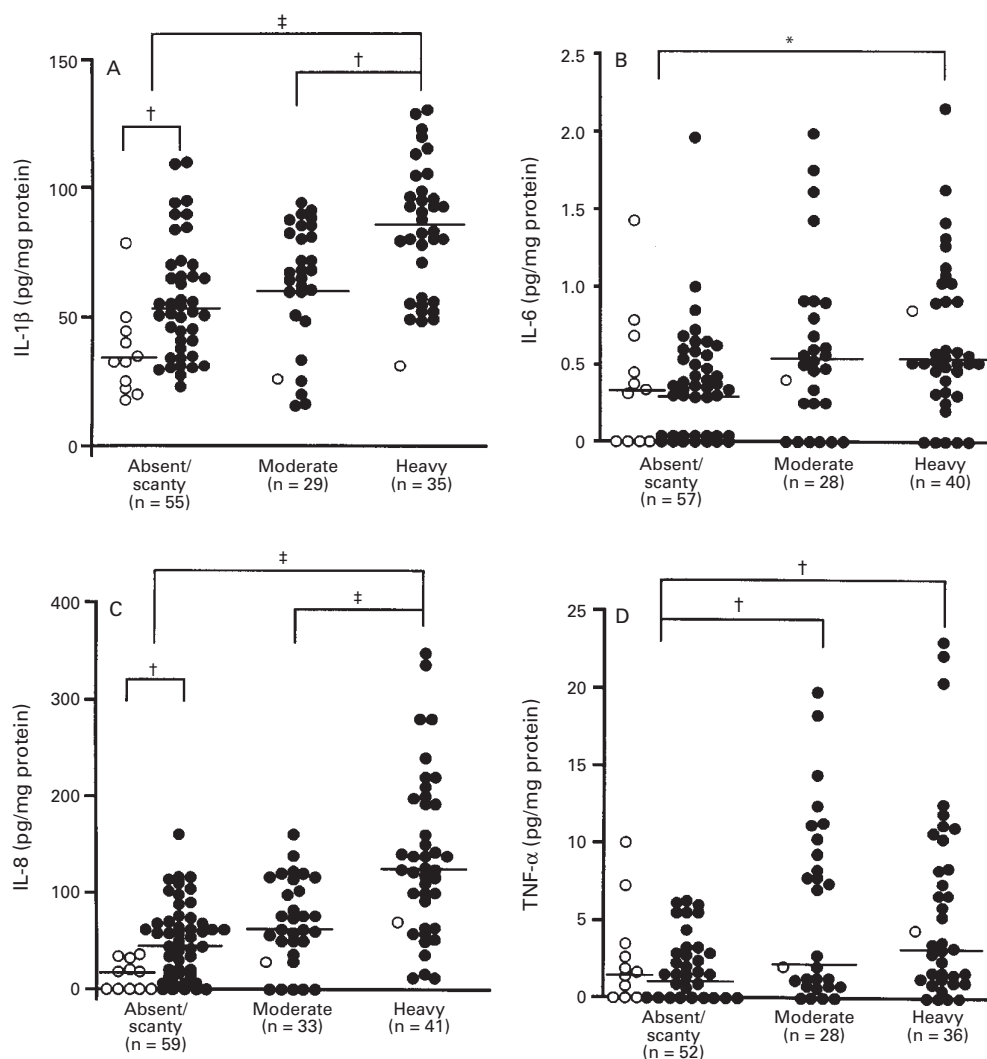 ‡
A
†
†
150
100
50
0
IL-1β (pg/mg protein)
Absent/
scanty
(n = 55)
Moderate
(n = 29)
Heavy
(n = 35)
*
B
2.5
2.0
1.5
1.0
0.5
0
IL-6 (pg/mg protein)
Absent/
scanty
(n = 57)
Moderate
(n = 28)
Heavy
(n = 40)
‡
C
‡
†
400
300
200
100
0
IL-8 (pg/mg protein)
Absent/
scanty
(n = 59)
Moderate
(n = 33)
Heavy
(n = 41)
†
D
†
25
20
15
10
5
0
TNF-α (pg/mg protein)
Absent/
scanty
(n = 52)
Moderate
(n = 28)
Heavy
(n = 36)